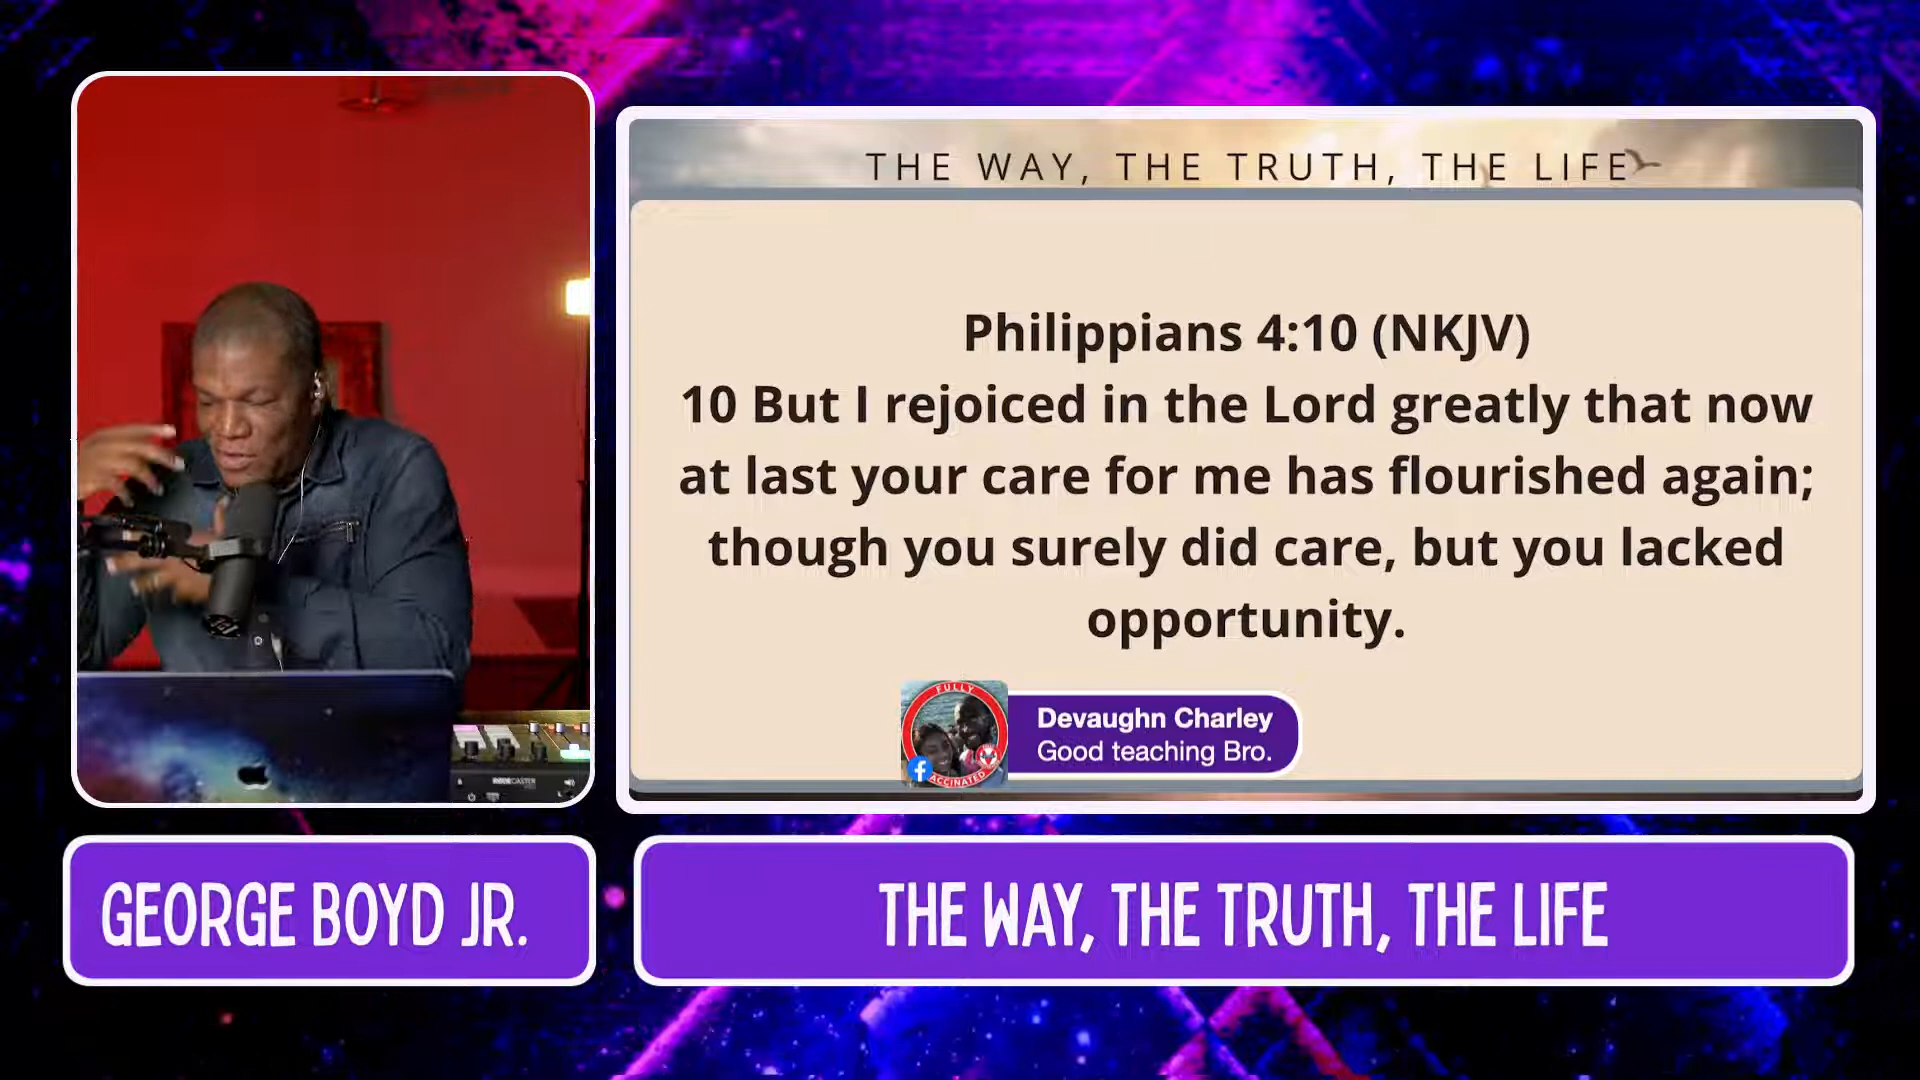 THE WAY, THE TRUTH, THE LIFE
Philippians 4:10 (NKJV)
10 But I rejoiced in the Lord greatly that now
at last your care for me has flourished again;
though you surely did care, but you lacked
opportunity.
FULLY
Devaughn Charley
Good teaching Bro.
GEORGE BOYD JR.
THE WAY, THE TRUTH, THE LIFE